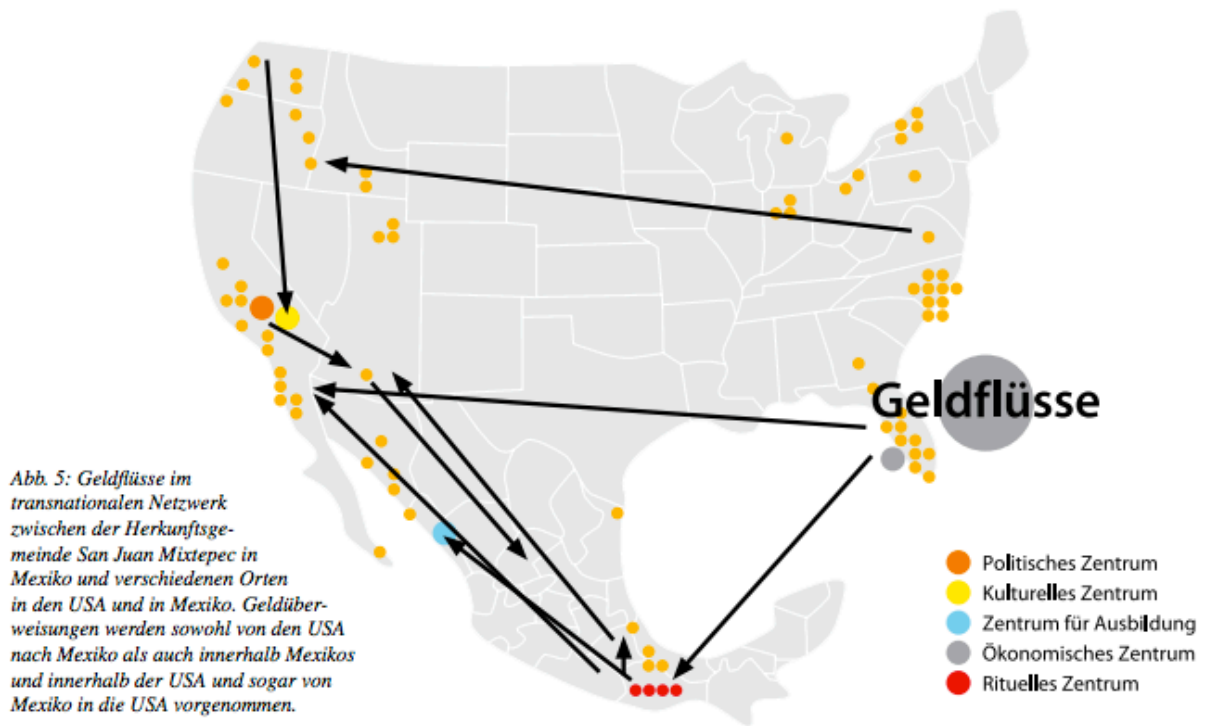 Geldflüsse
Abb. 5: Geldflüsse im
transnationalen Netzwerk
zwischen der Herkunftsge-
meinde San Juan Mixtepec in
Mexiko und verschiedenen Orten
in den USA und in Mexiko. Geldüber-
weisungen werden sowohl von den USA
nach Mexiko als auch innerhalb Mexikos
und innerhalb der USA und sogar von
Mexiko in die USA vorgenommen.
Politisches Zentrum
Kulturelles Zentrum
Zentrum für Ausbildung
Ökonomisches Zentrum
Rituelles Zentrum